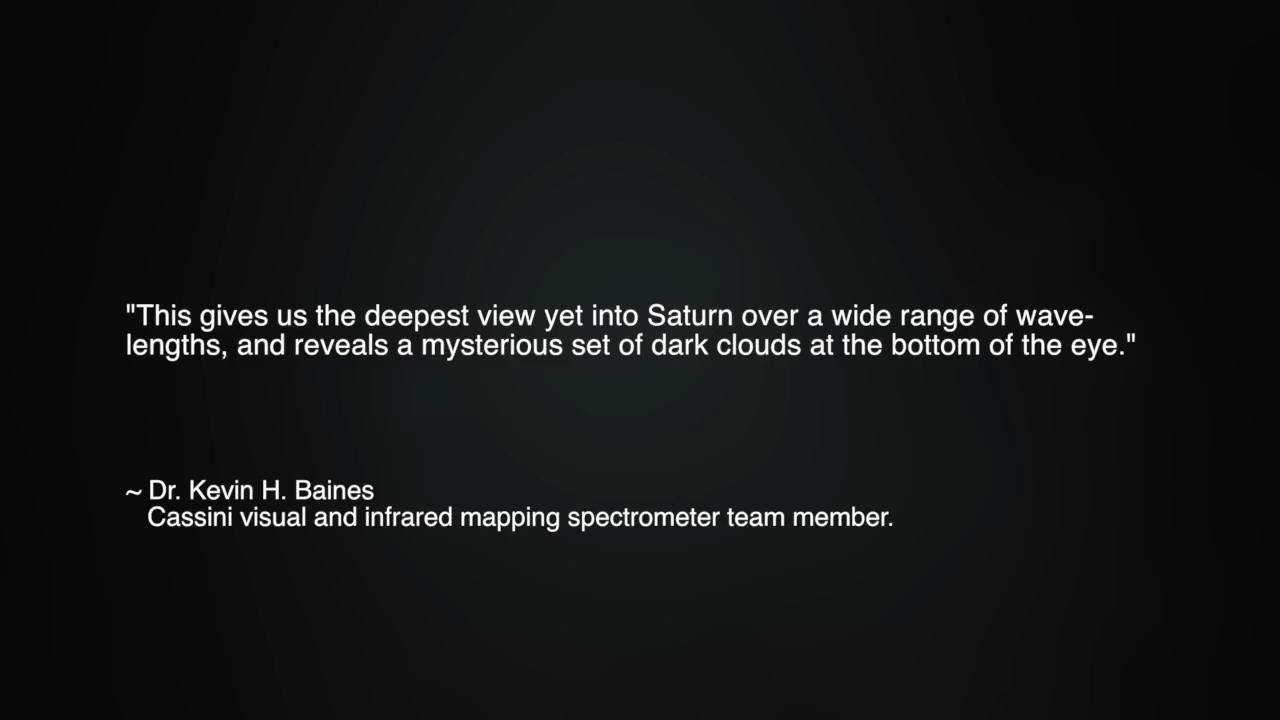 "This gives us the deepest view yet into Saturn over a wide range of wave-
lengths, and reveals a mysterious set of dark clouds at the bottom of the eye."
~ Dr. Kevin H. Baines
Cassini visual and infrared mapping spectrometer team member.